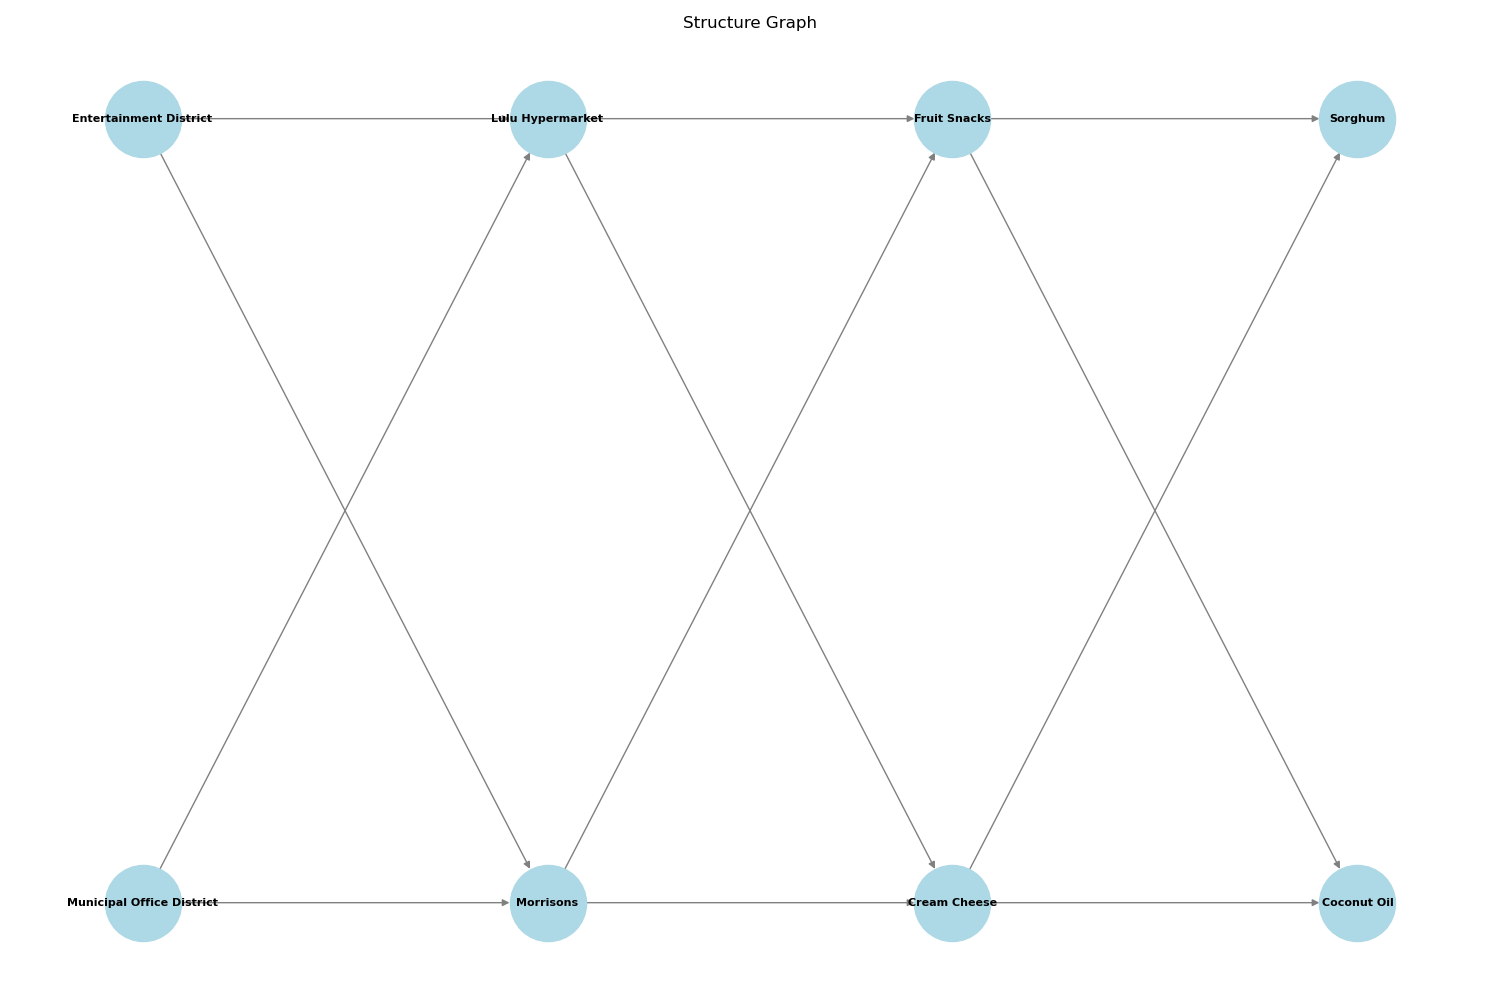 Structure Graph
Entertainment District
Lulu Hypermarket
Fruit Snacks
Sorghum
Municipal Office District
Morrisons
Cream Cheese
Coconut Oil